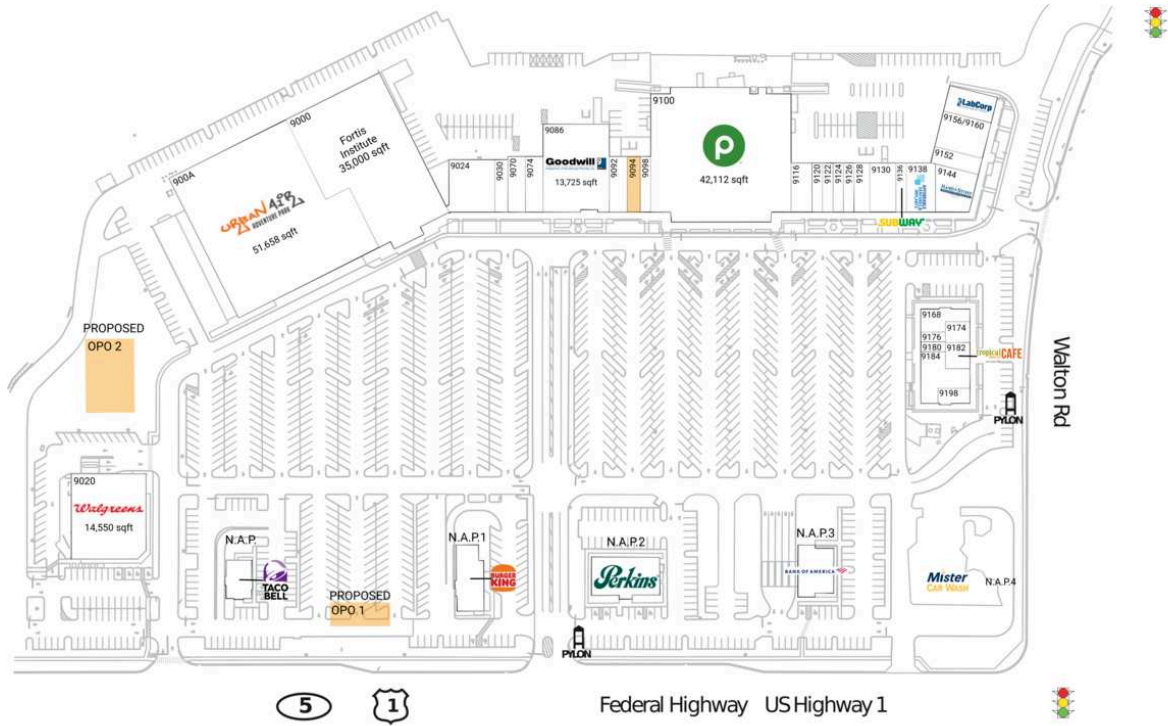 LabCorp
9156/9160
9152
9144
9100
42,112 sqft
9000
Fortis
Institute
35,000 sqft
900A
URBAN AIR
ADVENTURE PARK
51,658 sqft
9024
9030
9070
9074
9086
Goodwill
13,725 sqft
9092
9094
9098
9116
9120
9122
9124
9126
9128
9130
9136
9138
SUBWAY
9168
9174
9176
9180
9182
9184
9198
Tropical CAFE
PYLON
Walton Rd
PROPOSED
OPO 2
9020
Walgreens
14,550 sqft
N.A.P.
TACO
BELL
PROPOSED
OPO 1
N.A.P.1
BURGER
KING
N.A.P.2
Perkins
N.A.P.3
BANK OF AMERICA
Mister
CAR WASH
N.A.P.4
PYLON
5
1
Federal Highway US Highway 1